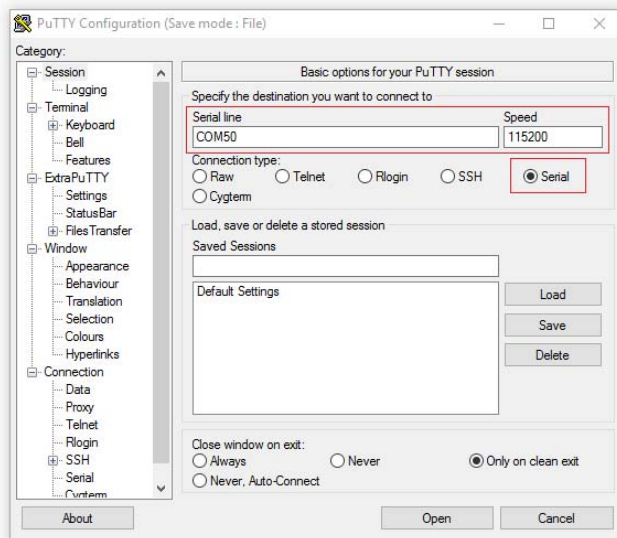 PuTTY Configuration (Save mode : File)
Category:
Session
Logging
Terminal
Keyboard
Bell
Features
ExtraPuTTY
Settings
StatusBar
FilesTransfer
Window
Appearance
Behaviour
Translation
Selection
Colours
Hyperlinks
Connection
Data
Proxy
Telnet
Rlogin
SSH
Serial
Cygterm
Basic options for your PuTTY session
Specify the destination you want to connect to
Serial line Speed
COM50 115200
Connection type:
Raw Telnet Rlogin SSH Serial
Cygterm
Load, save or delete a stored session
Saved Sessions
Default Settings
Load
Save
Delete
Close window on exit:
Always Never Only on clean exit
Never, Auto-Connect
About Open Cancel